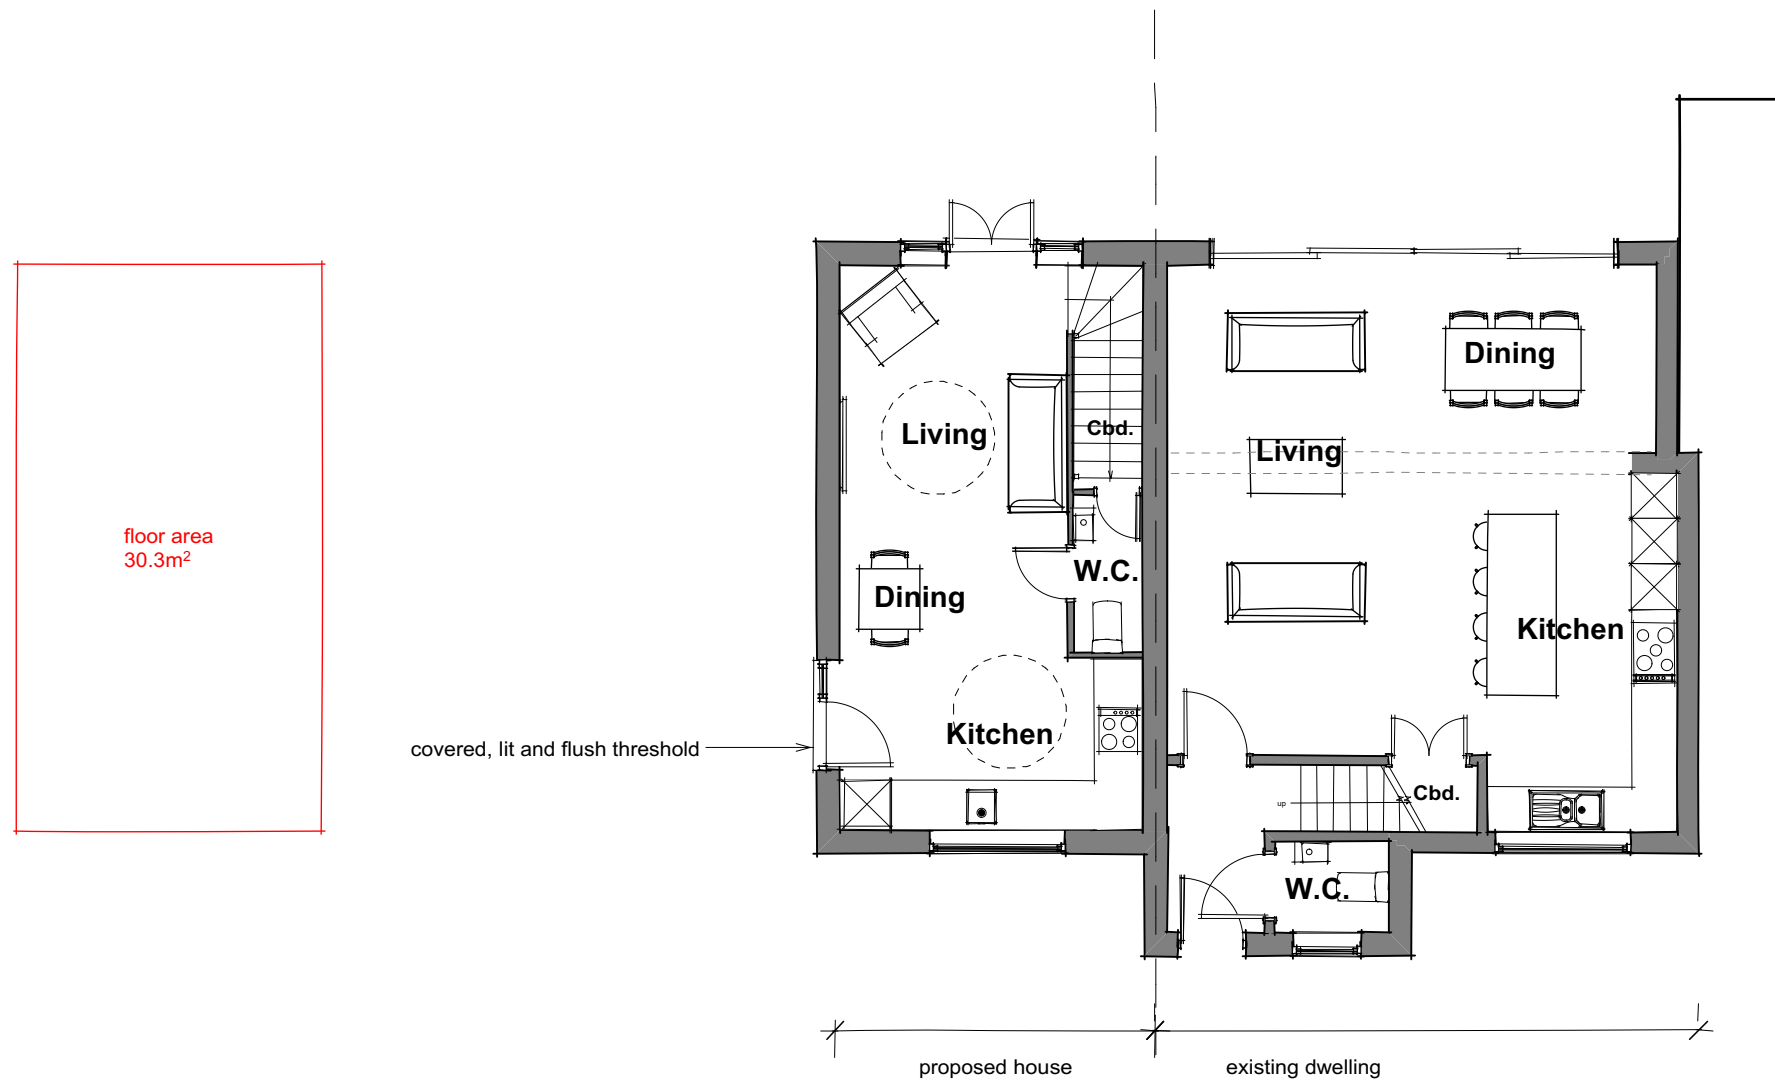 floor area
30.3m²
covered, lit and flush threshold
Living
Cbd.
W.C.
Dining
Kitchen
Dining
Living
Kitchen
up
Cbd.
W.C.
proposed house
existing dwelling